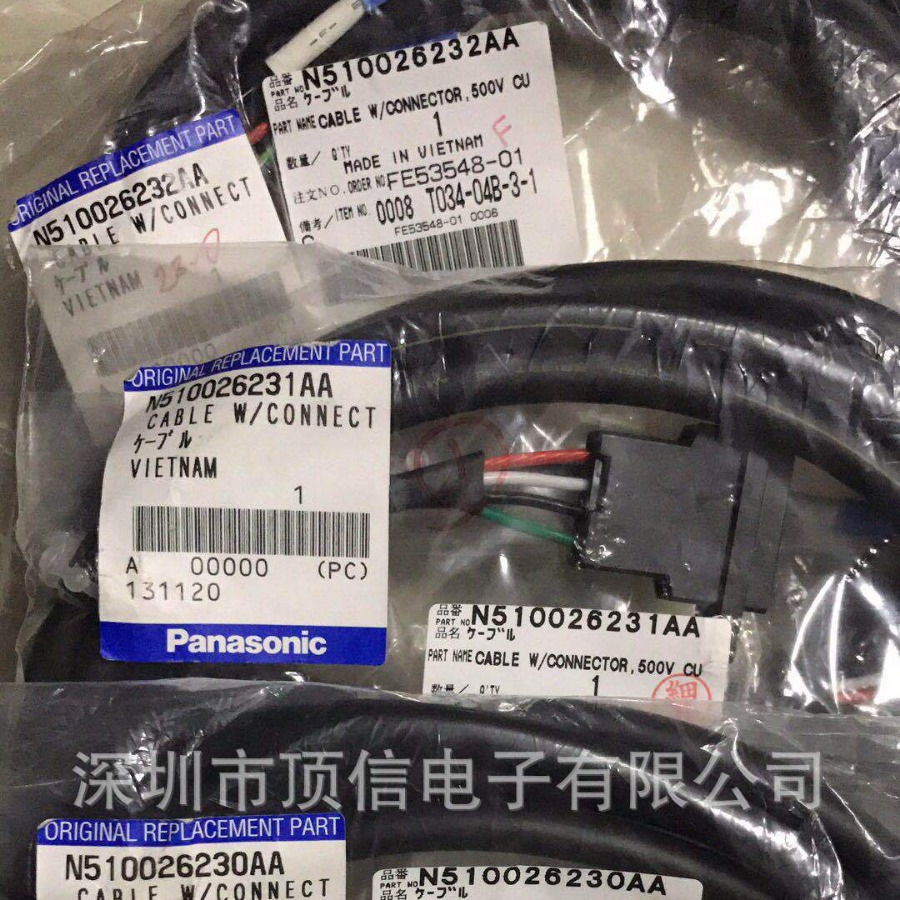 品番 PART NO N510026232AA
品名 ケーブル
PART NAME CABLE W/CONNECTOR, 500V CU
数量/Q'TY 1
MADE IN VIETNAM F
注文NO. ORDER NO FE53548-01
備考/ITEM NO. 0008 T034-04B-3-1
FE53548-01 0008
ORIGINAL REPLACEMENT PART
N510026232AA
CABLE W/CONNECT
ケーブル
VIETNAM
1
ORIGINAL REPLACEMENT PART
N510026231AA
CABLE W/CONNECT
ケーブル
VIETNAM
1
A 00000 (PC)
131120
Panasonic
品番 PART NO N510026231AA
品名 ケーブル
PART NAME CABLE W/CONNECTOR, 500V CU
数量/Q'TY 1
深圳市顶信电子有限公司
ORIGINAL REPLACEMENT PART
N510026230AA
CABLE W/CONNECT
品番 PART NO N510026230AA
品名 ケーブル